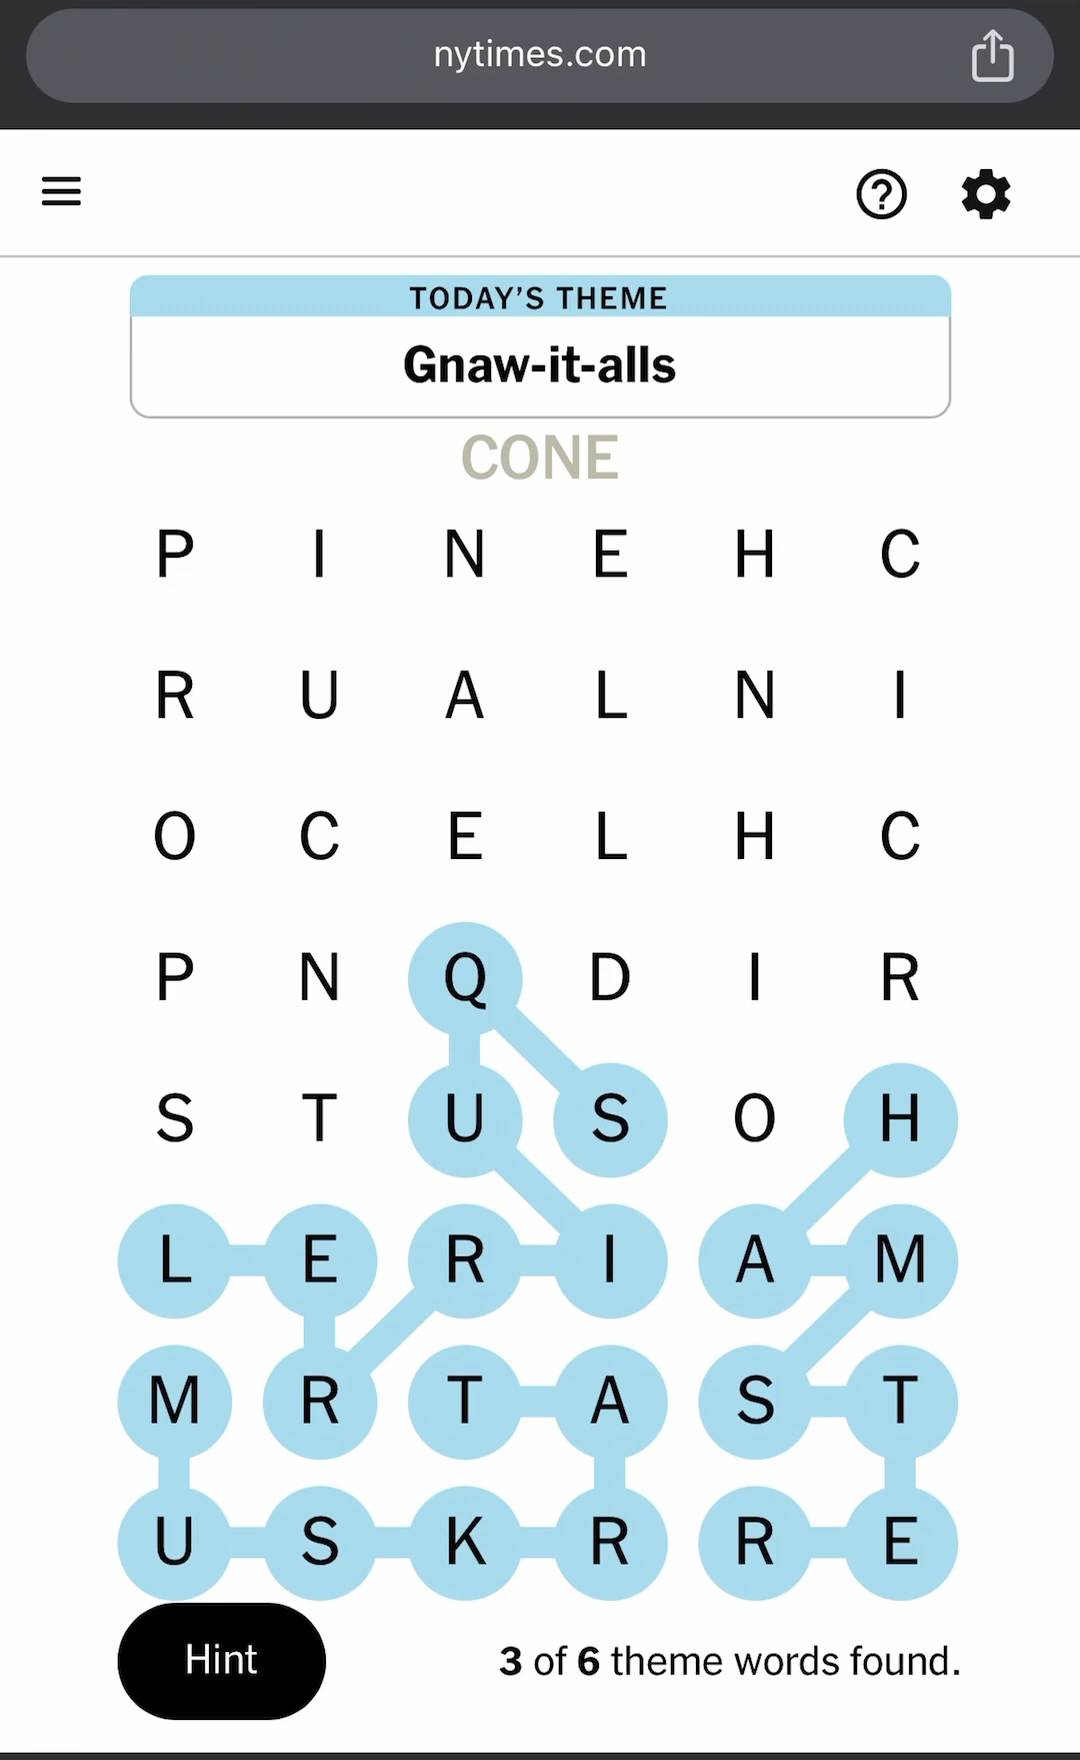 nytimes.com
TODAY'S THEME
Gnaw-it-alls
CONE
P I N E H C
R U A L N I
O C E L H C
P N Q D I R
S T U S O H
L E R I A M
M R T A S T
U S K R R E
Hint
3 of 6 theme words found.